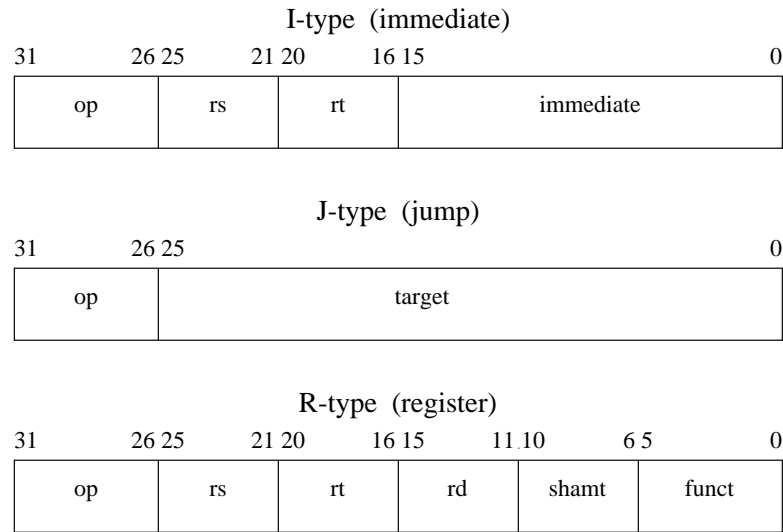 I-type (immediate)
31 26 25 21 20 16 15 0
op rs rt immediate
J-type (jump)
31 26 25 0
op target
R-type (register)
31 26 25 21 20 16 15 11 10 6 5 0
op rs rt rd shamt funct